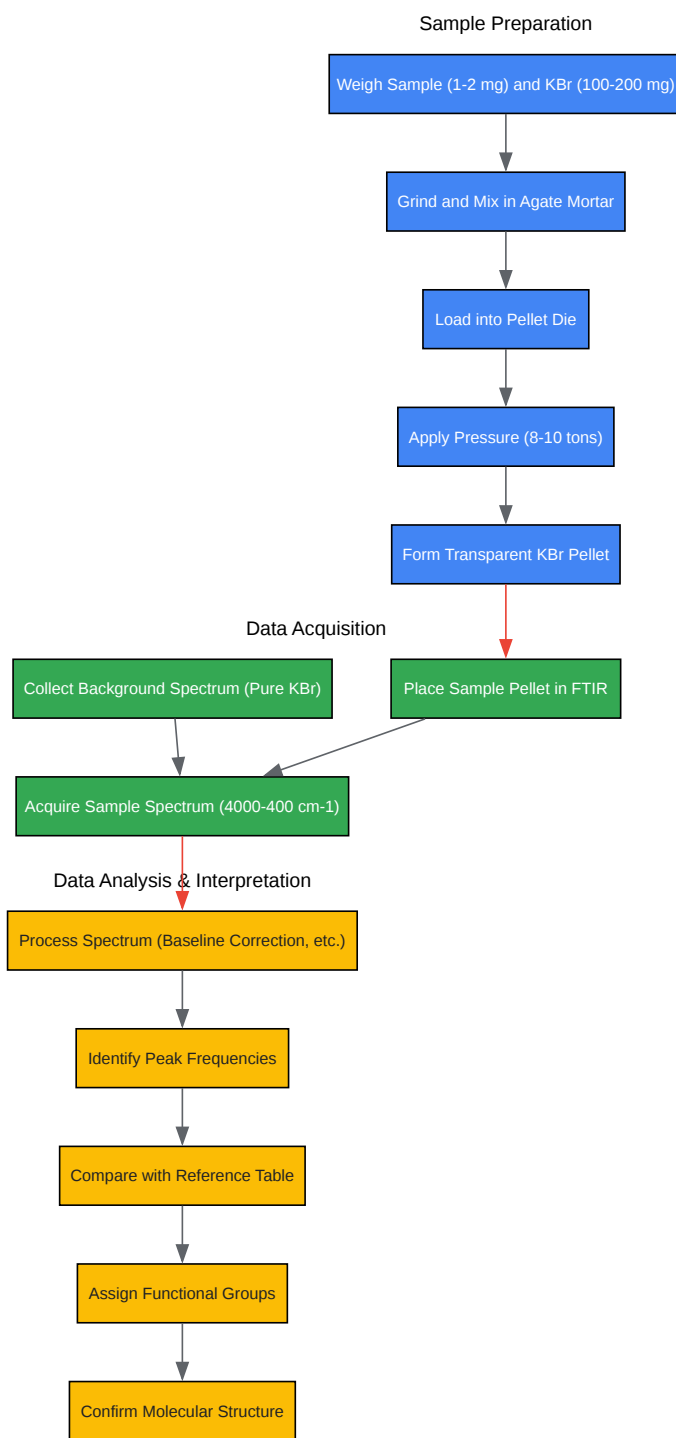 Sample Preparation
Weigh Sample (1-2 mg) and KBr (100-200 mg)
Grind and Mix in Agate Mortar
Load into Pellet Die
Apply Pressure (8-10 tons)
Form Transparent KBr Pellet
Data Acquisition
Collect Background Spectrum (Pure KBr)
Place Sample Pellet in FTIR
Acquire Sample Spectrum (4000-400 cm-1)
Data Analysis & Interpretation
Process Spectrum (Baseline Correction, etc.)
Identify Peak Frequencies
Compare with Reference Table
Assign Functional Groups
Confirm Molecular Structure